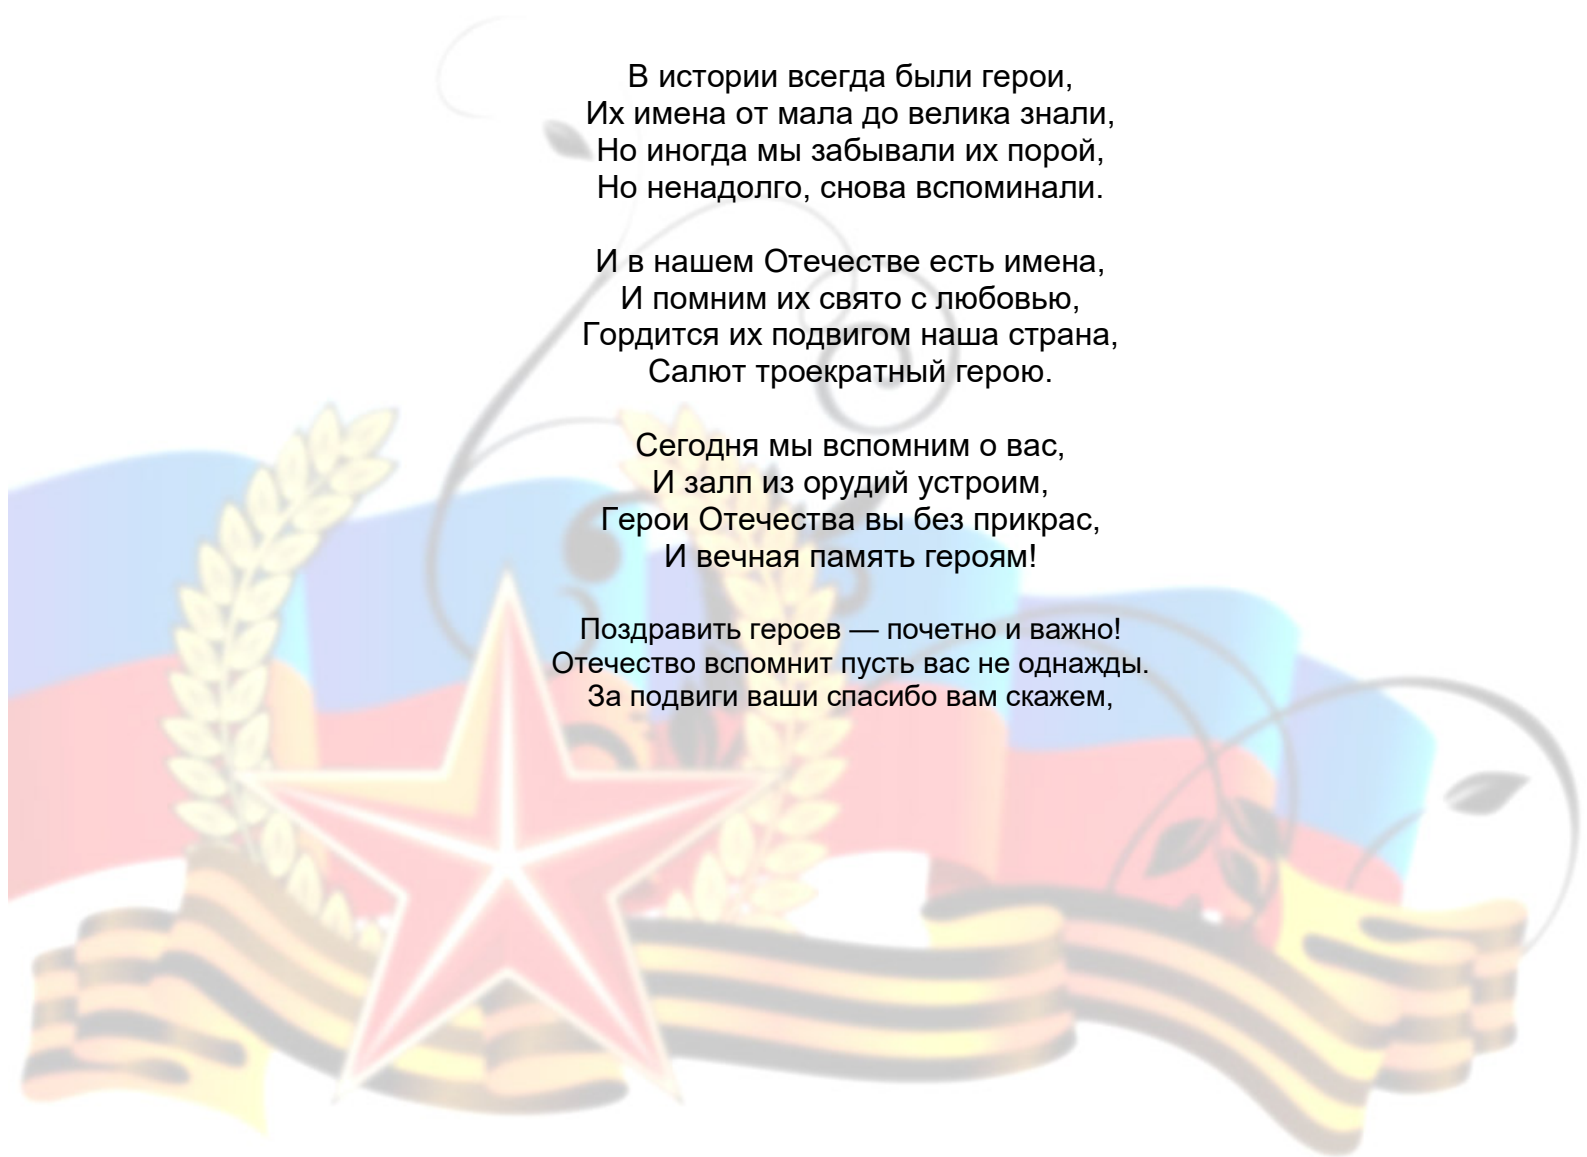 В истории всегда были герои,
Их имена от мала до велика знали,
Но иногда мы забывали их порой,
Но ненадолго, снова вспоминали.
И в нашем Отечестве есть имена,
И помним их свято с любовью,
Гордится их подвигом наша страна,
Салют троекратный герою.
Сегодня мы вспомним о вас,
И залп из орудий устроим,
Герои Отечества вы без прикрас,
И вечная память героям!
Поздравить героев — почетно и важно!
Отечество вспомнит пусть вас не однажды.
За подвиги ваши спасибо вам скажем,